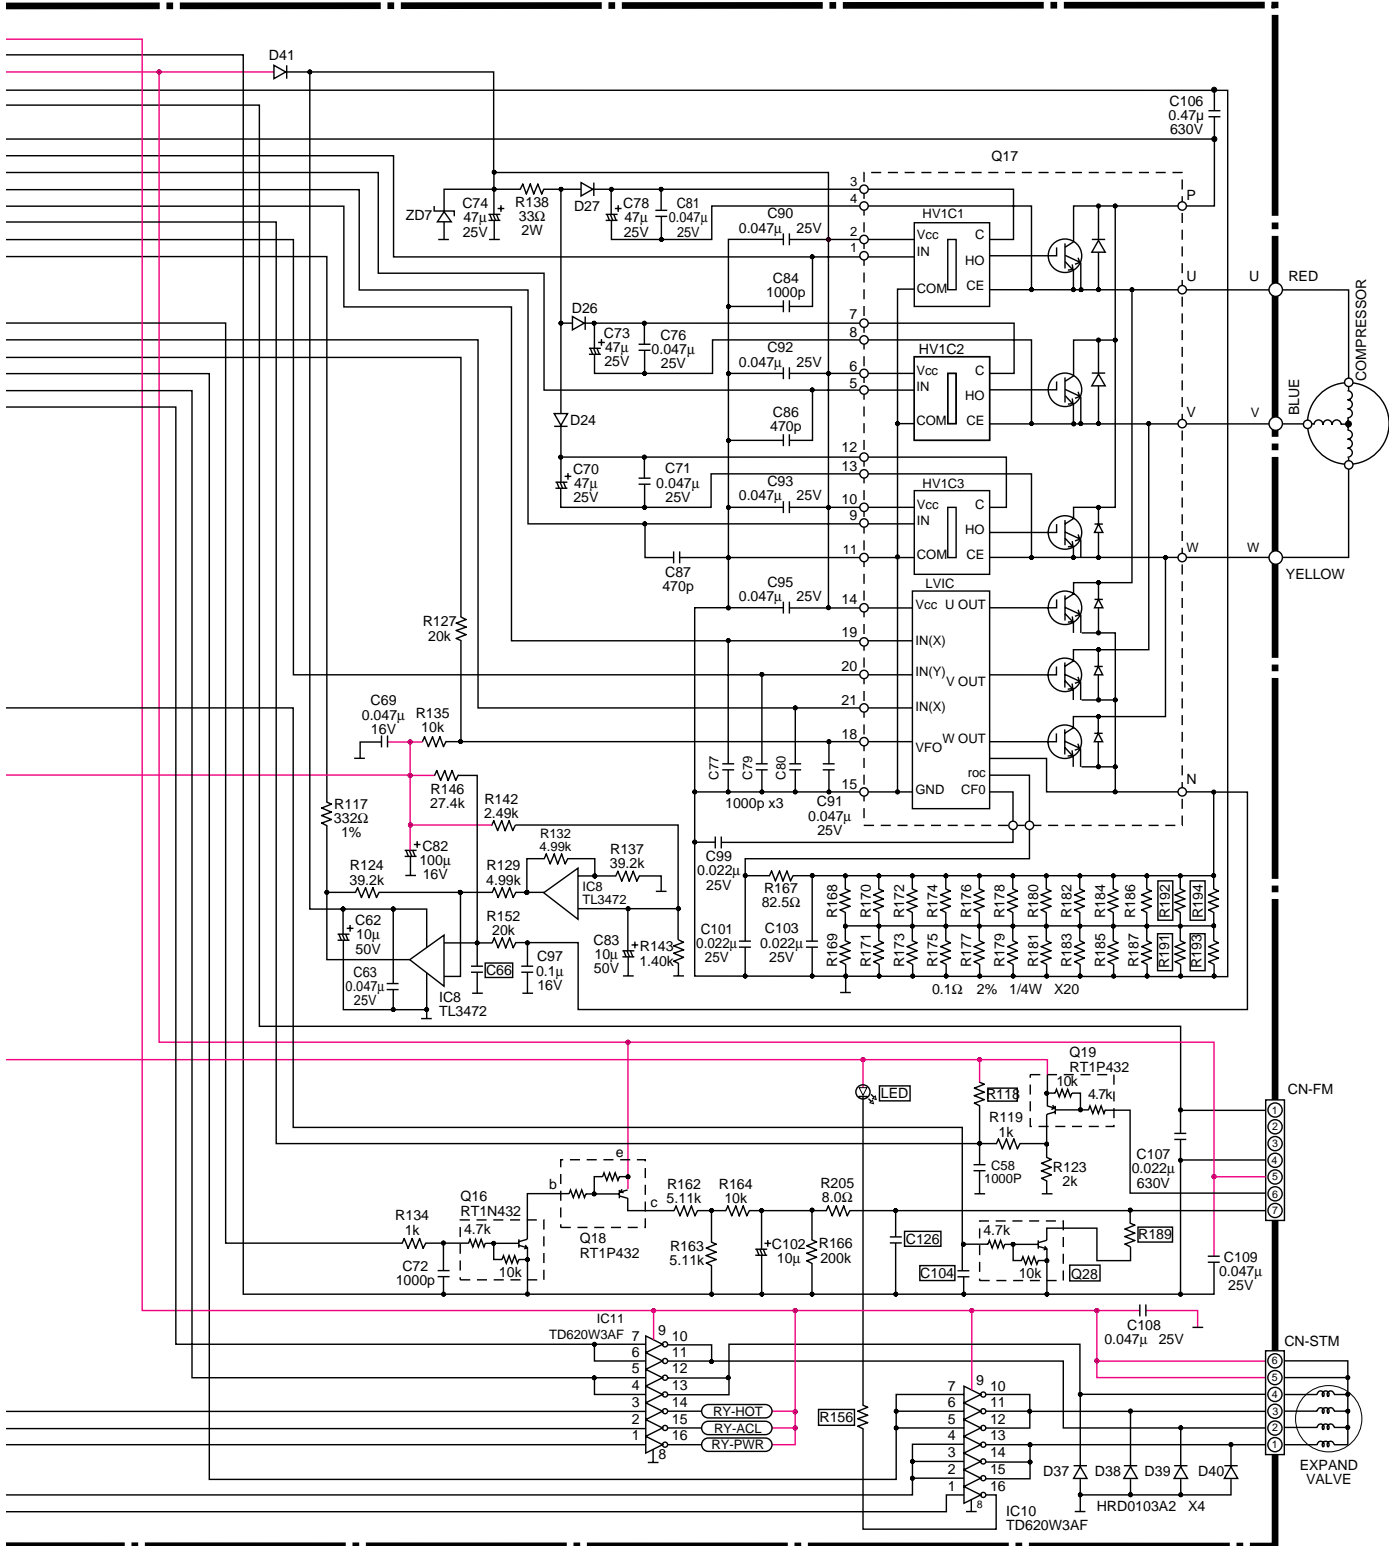 D41
C106
0.47µ
630V
Q17
ZD7
C74
47µ
25V
R138
33Ω
2W
D27
C78
47µ
25V
C81
0.047µ
25V
C90
0.047µ 25V
3
4
2
1
HV1C1
Vcc
IN
COM
C
HO
CE
P
C84
1000p
U
U
RED
D26
C73
47µ
25V
C76
0.047µ
25V
C92
0.047µ 25V
7
8
6
5
HV1C2
Vcc
IN
COM
C
HO
CE
COMPRESSOR
BLUE
V
V
C86
470p
D24
C70
47µ
25V
C71
0.047µ
25V
C93
0.047µ 25V
12
13
10
9
11
HV1C3
Vcc
IN
COM
C
HO
CE
W
W
YELLOW
C87
470p
C95
0.047µ 25V
14
LVIC
Vcc U OUT
R127
20k
19
IN(X)
20
IN(Y)
V OUT
21
IN(X)
C69
0.047µ
16V
R135
10k
18
VFO
W OUT
C77
C79
C80
1000p x3
C91
0.047µ
25V
roc
CF0
15
GND
N
R146
27.4k
R117
332Ω
1%
R142
2.49k
C82
100µ
16V
R132
4.99k
R137
39.2k
R124
39.2k
R129
4.99k
IC8
TL3472
C99
0.022µ
25V
R167
82.5Ω
R168
R170
R172
R174
R176
R178
R180
R182
R184
R186
R192
R194
C62
10µ
50V
R152
20k
C83
10µ
50V
R143
1.40k
C101
0.022µ
25V
C103
0.022µ
25V
R169
R171
R173
R175
R177
R179
R181
R183
R185
R187
R191
R193
C63
0.047µ
25V
C66
C97
0.1µ
16V
IC8
TL3472
0.1Ω 2% 1/4W X20
Q19
RT1P432
10k
4.7k
LED
R118
R119
1k
CN-FM
1
2
3
4
5
6
7
C58
1000P
R123
2k
C107
0.022µ
630V
e
b
c
Q18
RT1P432
Q16
RT1N432
4.7k
10k
R134
1k
C72
1000p
R162
5.11k
R164
10k
R205
8.0Ω
R163
5.11k
C102
10µ
R166
200k
C126
C104
4.7k
10k
Q28
R189
C109
0.047µ
25V
C108
0.047µ 25V
IC11
TD620W3AF
9
7
6
5
4
3
2
1
10
11
12
13
14
15
16
8
RY-HOT
RY-ACL
RY-PWR
R156
9
7
6
5
4
3
2
1
10
11
12
13
14
15
16
8
IC10
TD620W3AF
CN-STM
6
5
4
3
2
1
D37
D38
D39
D40
HRD0103A2 X4
EXPAND
VALVE